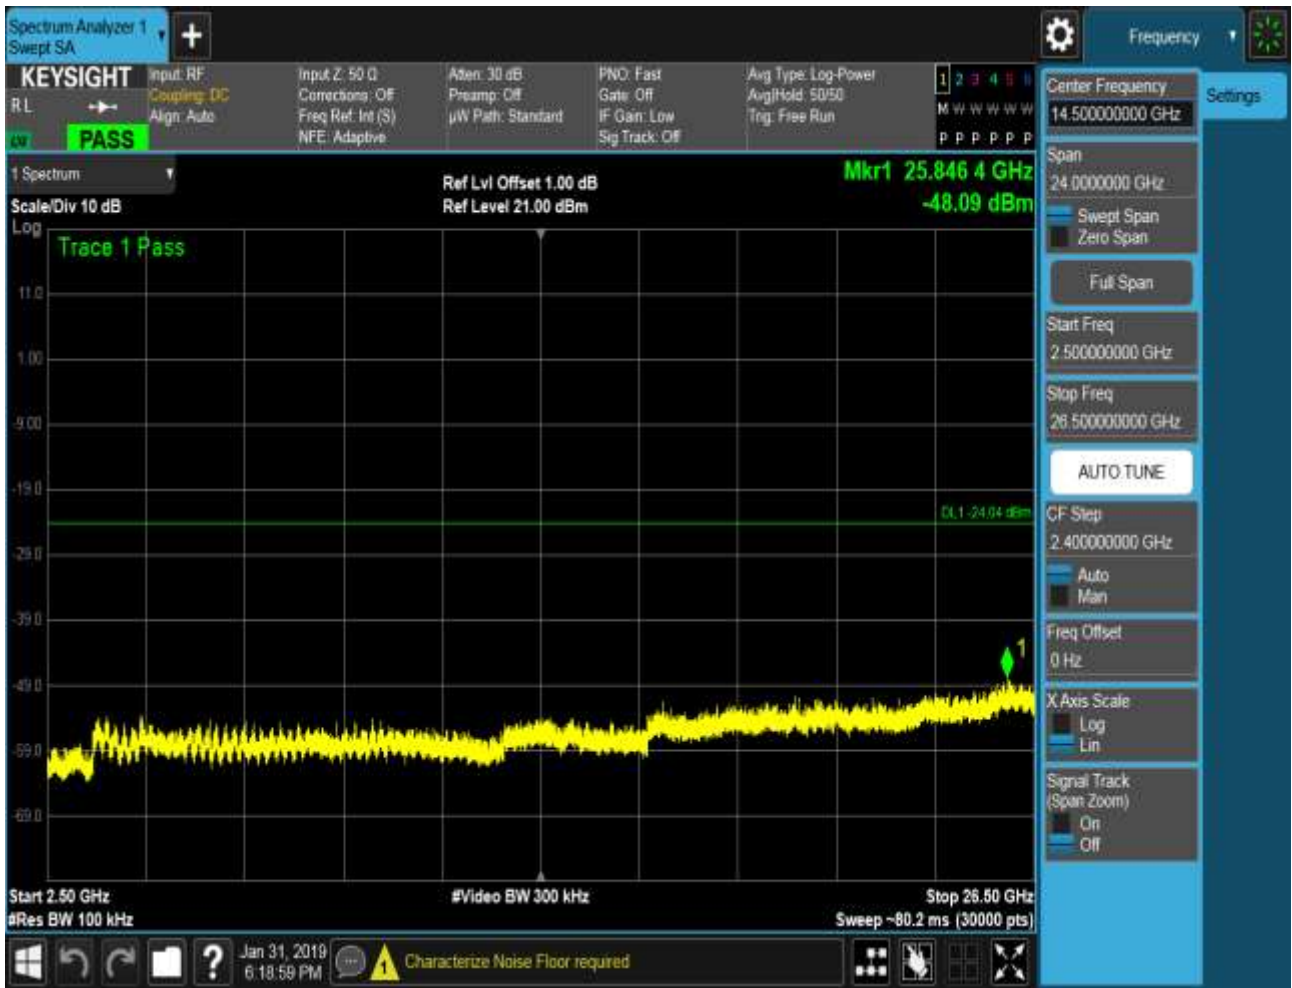 Spectrum Analyzer 1
Swept SA
+
Frequency
KEYSIGHT
R L
PASS
Input: RF
Coupling: DC
Align: Auto
Input Z: 50 Ω
Corrections: Off
Freq Ref: Int (S)
NFE: Adaptive
Atten: 30 dB
Preamp: Off
µW Path: Standard
PNO: Fast
Gate: Off
IF Gain: Low
Sig Track: Off
Avg Type: Log-Power
Avg|Hold: 50/50
Trig: Free Run
1 2 3 4 5 6
M W W W W W
P P P P P P
1 Spectrum
Scale/Div 10 dB
Ref Lvl Offset 1.00 dB
Ref Level 21.00 dBm
Mkr1 25.846 4 GHz
-48.09 dBm
Log
Trace 1 Pass
11.0
1.00
-9.00
-19.0
DL1 -24.04 dBm
-29.0
-39.0
1
-49.0
-59.0
-69.0
Start 2.50 GHz
#Video BW 300 kHz
Stop 26.50 GHz
#Res BW 100 kHz
Sweep ~80.2 ms (30000 pts)
?
Jan 31, 2019
6:18:59 PM
1
Characterize Noise Floor required
Center Frequency
14.500000000 GHz
Settings
Span
24.0000000 GHz
Swept Span
Zero Span
Full Span
Start Freq
2.500000000 GHz
Stop Freq
26.500000000 GHz
AUTO TUNE
CF Step
2.400000000 GHz
Auto
Man
Freq Offset
0 Hz
X Axis Scale
Log
Lin
Signal Track
(Span Zoom)
On
Off